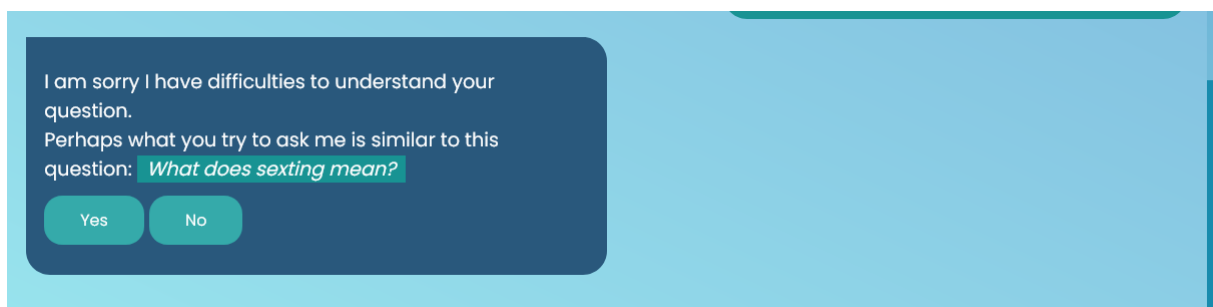 I am sorry I have difficulties to understand your
question.
Perhaps what you try to ask me is similar to this
question: What does sexting mean?
Yes No